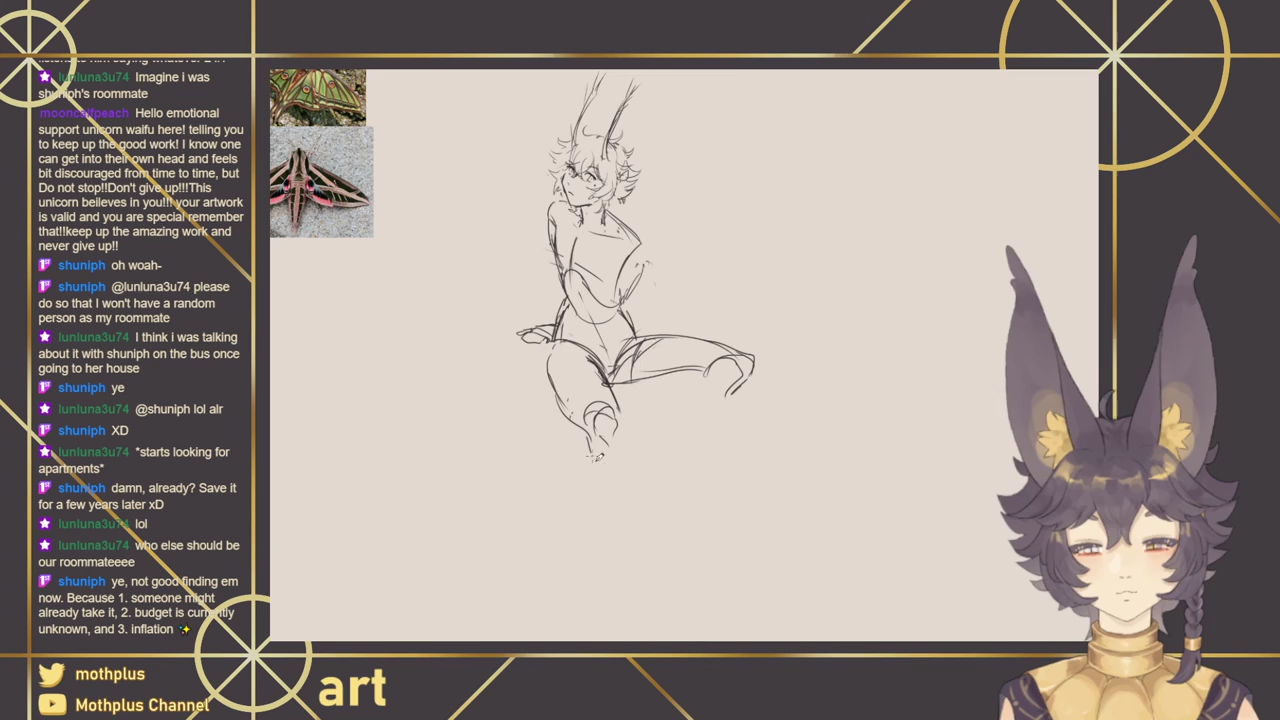 lunluna3u74 Imagine i was
shuniph's roommate
mooncalfpeach Hello emotional
support unicorn waifu here! telling you
to keep up the good work! I know one
can get into their own head and feels
bit discouraged from time to time, but
Do not stop!!Don't give up!!!This
unicorn beileves in you!!! your artwork
is valid and you are special remember
that!!keep up the amazing work and
never give up!!
shuniph oh woah-
shuniph @lunluna3u74 please
do so that I won't have a random
person as my roommate
lunluna3u74 I think i was talking
about it with shuniph on the bus once
going to her house
shuniph ye
lunluna3u74 @shuniph lol alr
shuniph XD
lunluna3u74 *starts looking for
apartments*
shuniph damn, already? Save it
for a few years later xD
lunluna3u74 lol
lunluna3u74 who else should be
our roommateeee
shuniph ye, not good finding em
now. Because 1. someone might
already take it, 2. budget is currently
unknown, and 3. inflation ✨
mothplus
Mothplus Channel
art